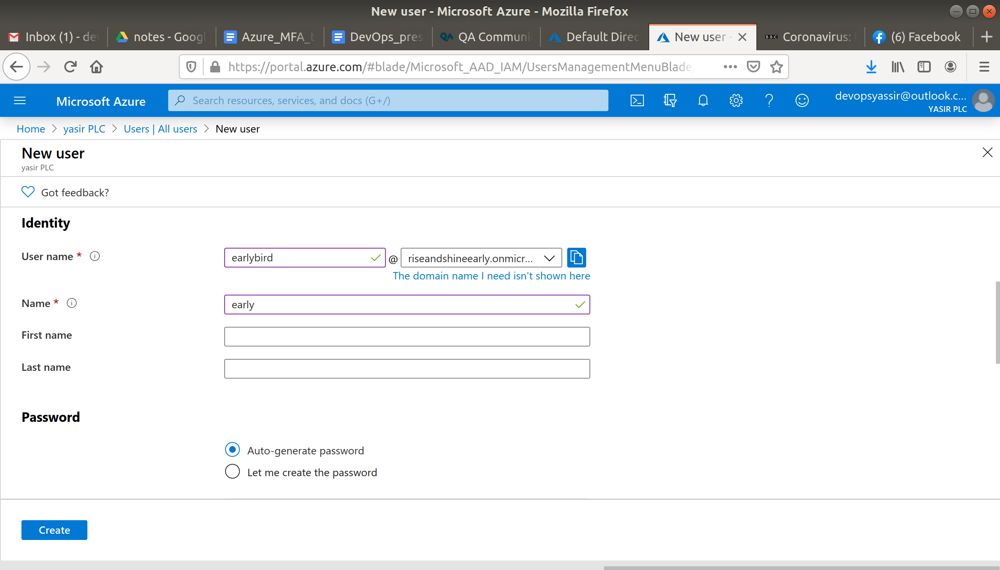 New user - Microsoft Azure - Mozilla Firefox
Inbox (1) - dev
notes - Googl
Azure_MFA_t
DevOps_pres
QA Communi
Default Direc
New user -
BBC Coronavirus:
(6) Facebook
https://portal.azure.com/#blade/Microsoft_AAD_IAM/UsersManagementMenuBlade/
Microsoft Azure
Search resources, services, and docs (G+/)
devopsyassir@outlook.c...
YASIR PLC
Home > yasir PLC > Users | All users > New user
New user
yasir PLC
Got feedback?
Identity
User name *
earlybird @ riseandshineearly.onmicr...
The domain name I need isn't shown here
Name *
early
First name
Last name
Password
Auto-generate password
Let me create the password
Create